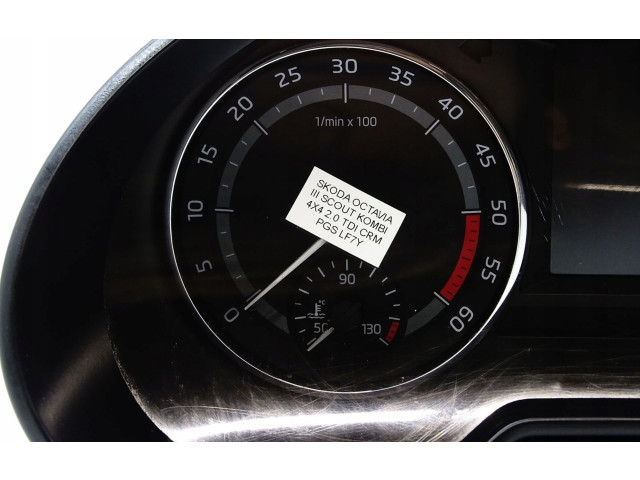 0
5
10
15
20
25
30
35
40
45
50
55
60
1/min x 100
SKODA OCTAVIA
III SCOUT KOMBI
4X4 2.0 TDI CRM
PGS LF7Y
50
90
130
°C